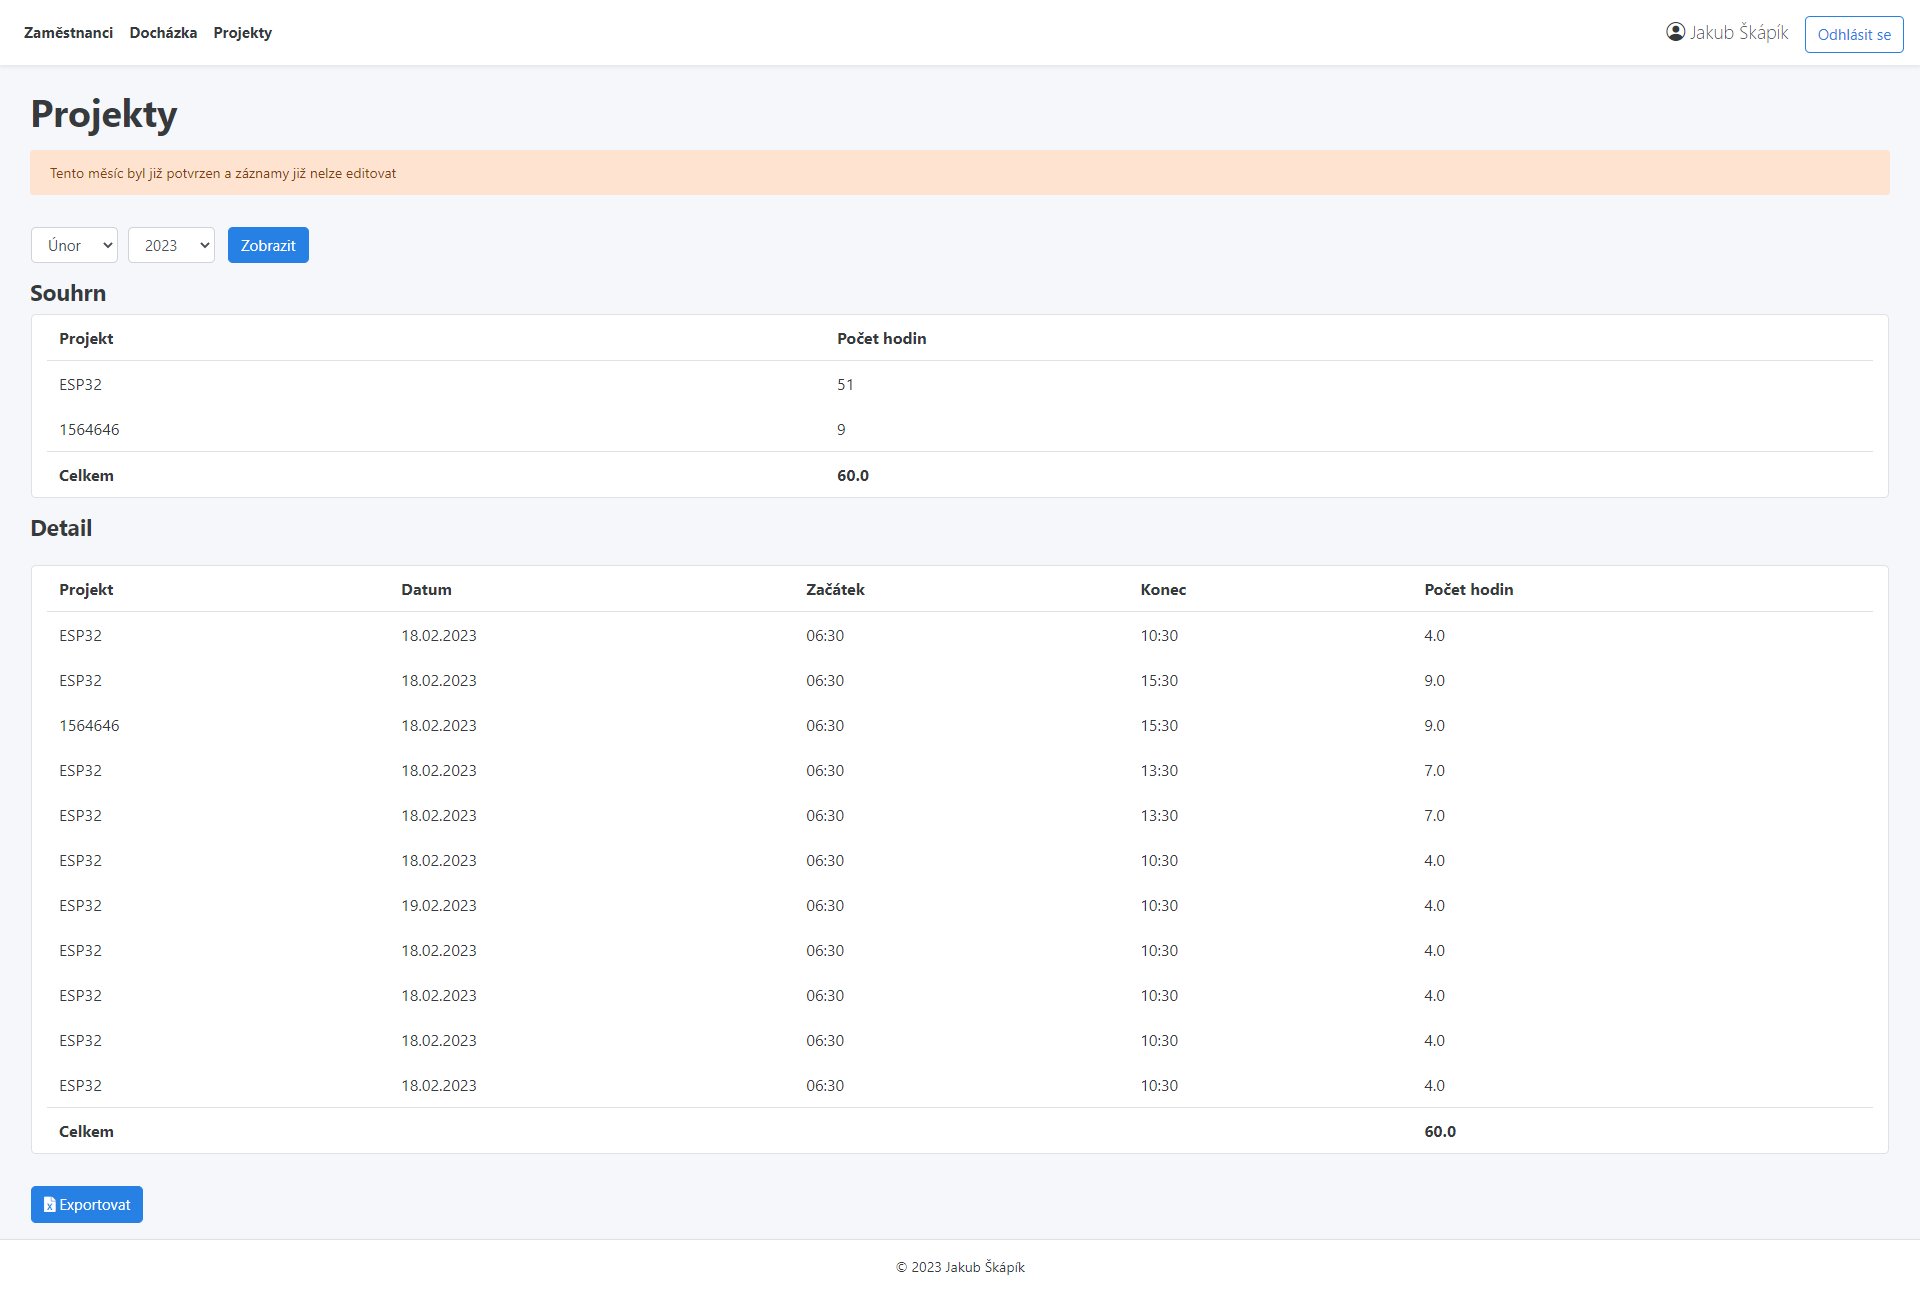 Zaměstnanci Docházka Projekty Jakub Škápík Odhlásit se
Projekty
Tento měsíc byl již potvrzen a záznamy již nelze editovat
Únor 2023 Zobrazit
Souhrn
Projekt Počet hodin
ESP32 51
1564646 9
Celkem 60.0
Detail
Projekt Datum Začátek Konec Počet hodin
ESP32 18.02.2023 06:30 10:30 4.0
ESP32 18.02.2023 06:30 15:30 9.0
1564646 18.02.2023 06:30 15:30 9.0
ESP32 18.02.2023 06:30 13:30 7.0
ESP32 18.02.2023 06:30 13:30 7.0
ESP32 18.02.2023 06:30 10:30 4.0
ESP32 19.02.2023 06:30 10:30 4.0
ESP32 18.02.2023 06:30 10:30 4.0
ESP32 18.02.2023 06:30 10:30 4.0
ESP32 18.02.2023 06:30 10:30 4.0
ESP32 18.02.2023 06:30 10:30 4.0
Celkem 60.0
Exportovat
© 2023 Jakub Škápík